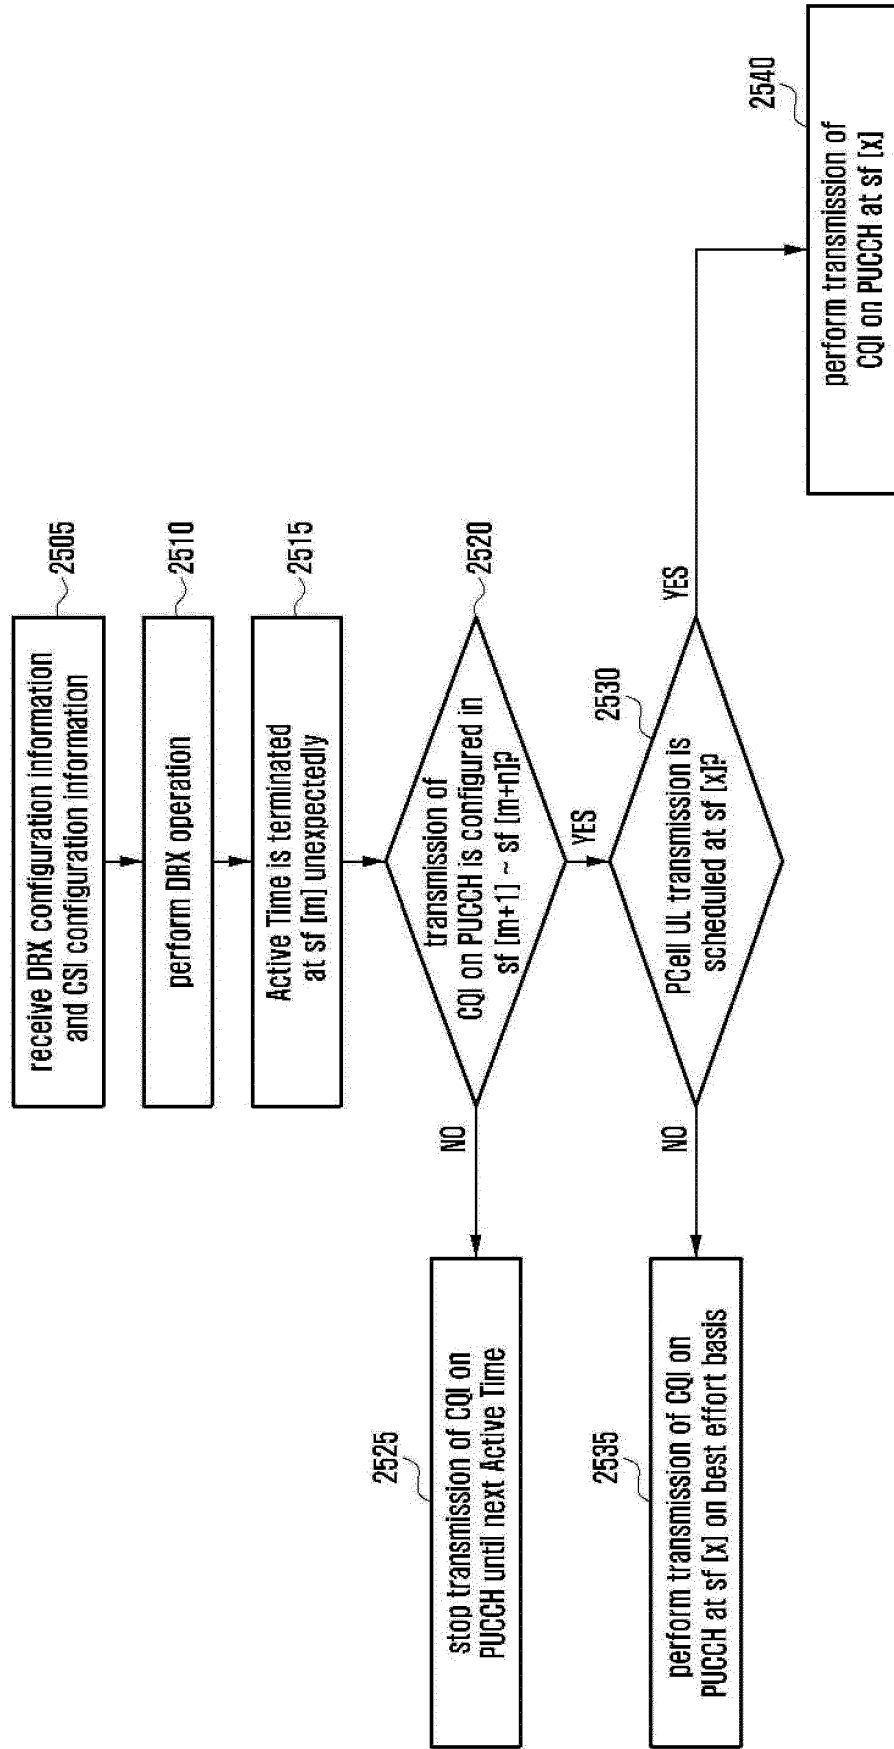 2505
receive DRX configuration information
and CSI configuration information
2510
perform DRX operation
2515
Active Time is terminated
at sf [m] unexpectedly
2520
transmission of
CQI on PUCCH is configured in
sf [m+1] ~ sf [m+n]?
NO
YES
2525
stop transmission of CQI on
PUCCH until next Active Time
2530
PCell UL transmission is
scheduled at sf [x]?
NO
YES
2535
perform transmission of CQI on
PUCCH at sf [x] on best effort basis
2540
perform transmission of
CQI on PUCCH at sf [x]